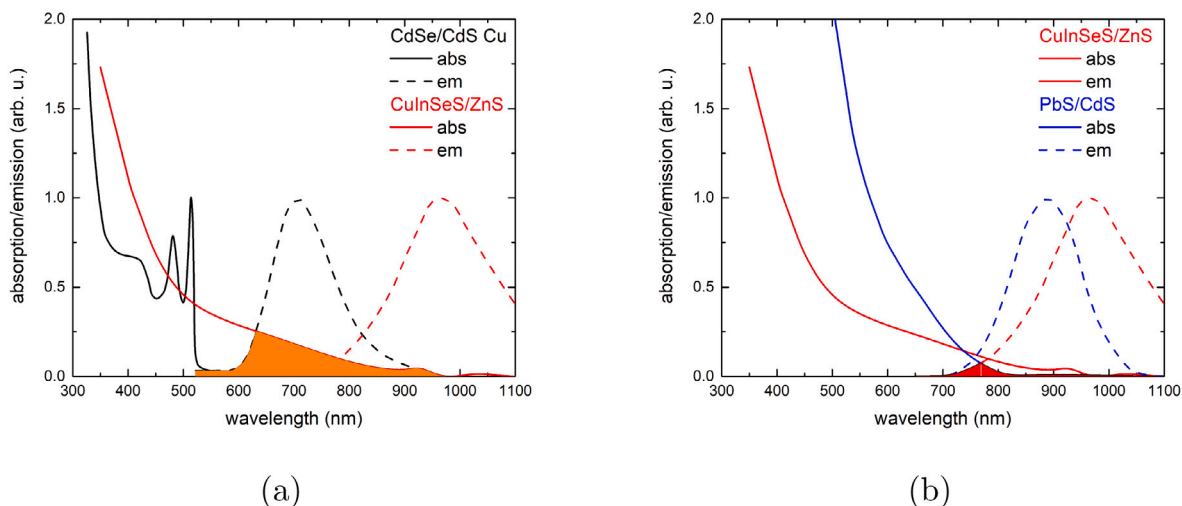 2.0
1.5
1.0
0.5
0.0
absorption/emission (arb. u.)
CdSe/CdS Cu
abs
em
CuInSeS/ZnS
abs
em
300 400 500 600 700 800 900 1000 1100
wavelength (nm)
(a)
2.0
1.5
1.0
0.5
0.0
absorption/emission (arb. u.)
CuInSeS/ZnS
abs
em
PbS/CdS
abs
em
300 400 500 600 700 800 900 1000 1100
wavelength (nm)
(b)